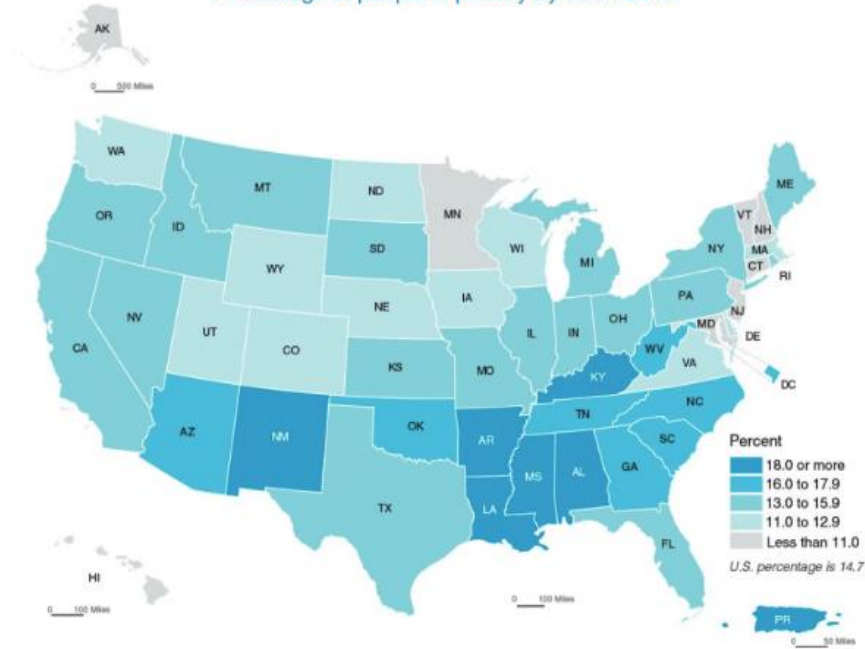 AK
0 500 Miles
WA
MT
ND
MN
ME
OR
ID
SD
WI
MI
VT
NH
NY
MA
CT
RI
WY
IA
NE
PA
NJ
NV
UT
CO
IL
IN
OH
MD
DE
CA
KS
MO
WV
VA
KY
DC
AZ
NM
OK
AR
TN
NC
SC
MS
AL
GA
TX
LA
FL
Percent
18.0 or more
16.0 to 17.9
13.0 to 15.9
11.0 to 12.9
Less than 11.0
U.S. percentage is 14.7
HI
0 100 Miles
0 100 Miles
PR
0 50 Miles